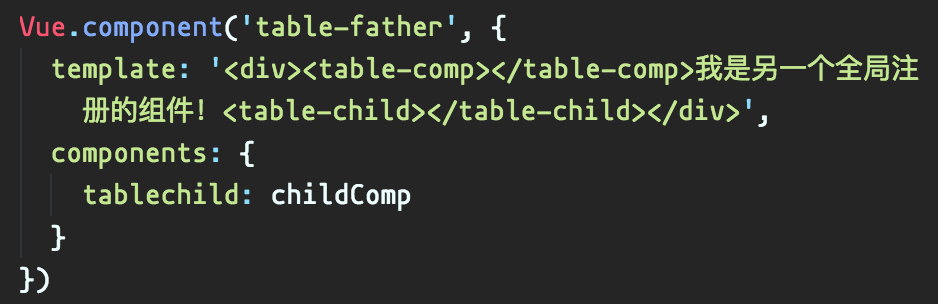 Vue.component('table-father', {
template: '<div><table-comp></table-comp>我是另一个全局注
册的组件！<table-child></table-child></div>',
components: {
tablechild: childComp
}
})